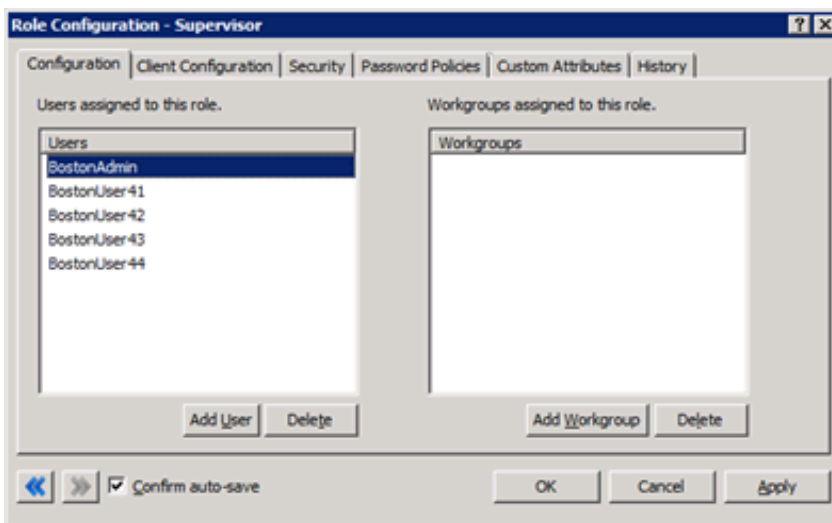 Role Configuration - Supervisor
Configuration Client Configuration Security Password Policies Custom Attributes History
Users assigned to this role. Workgroups assigned to this role.
Users Workgroups
BostonAdmin
BostonUser41
BostonUser42
BostonUser43
BostonUser44
Add User Delete Add Workgroup Delete
Confirm auto-save OK Cancel Apply